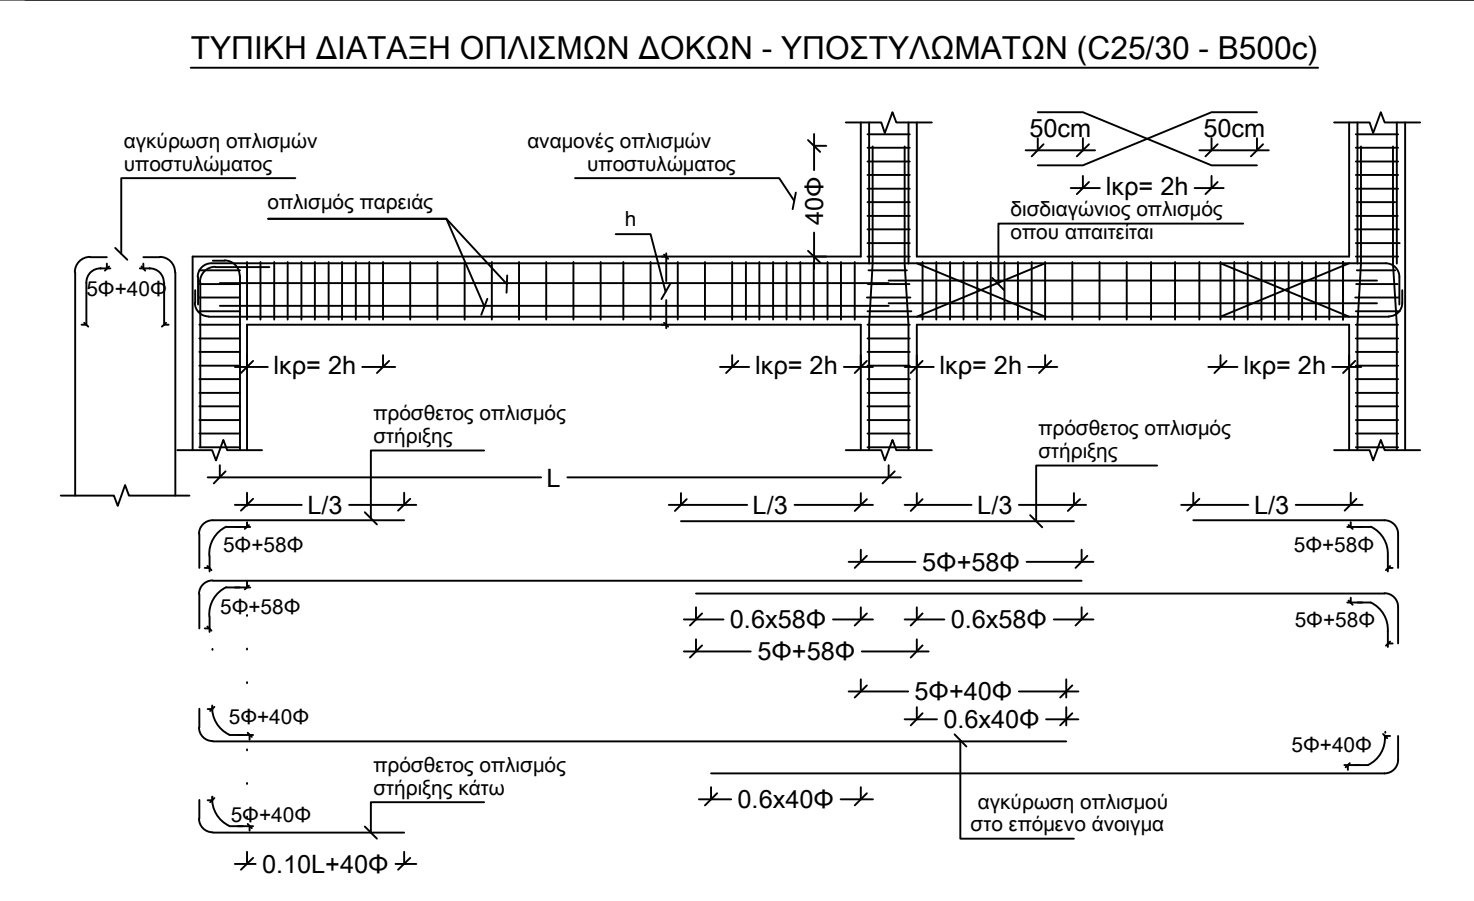 ΤΥΠΙΚΗ ΔΙΑΤΑΞΗ ΟΠΛΙΣΜΩΝ ΔΟΚΩΝ - ΥΠΟΣΤΥΛΩΜΑΤΩΝ (C25/30 - B500c)
αγκύρωση οπλισμών
υποστυλώματος
αναμονές οπλισμών
υποστυλώματος
50cm
50cm
40Φ
lκρ= 2h
οπλισμός παρειάς
h
δισδιαγώνιος οπλισμός
οπου απαιτείται
5Φ+40Φ
lκρ= 2h
lκρ= 2h
lκρ= 2h
lκρ= 2h
πρόσθετος οπλισμός
στήριξης
πρόσθετος οπλισμός
στήριξης
L
L/3
L/3
L/3
L/3
5Φ+58Φ
5Φ+58Φ
5Φ+58Φ
5Φ+58Φ
0.6x58Φ
0.6x58Φ
5Φ+58Φ
5Φ+58Φ
5Φ+40Φ
5Φ+40Φ
0.6x40Φ
5Φ+40Φ
πρόσθετος οπλισμός
στήριξης κάτω
0.6x40Φ
αγκύρωση οπλισμού
στο επόμενο άνοιγμα
5Φ+40Φ
0.10L+40Φ